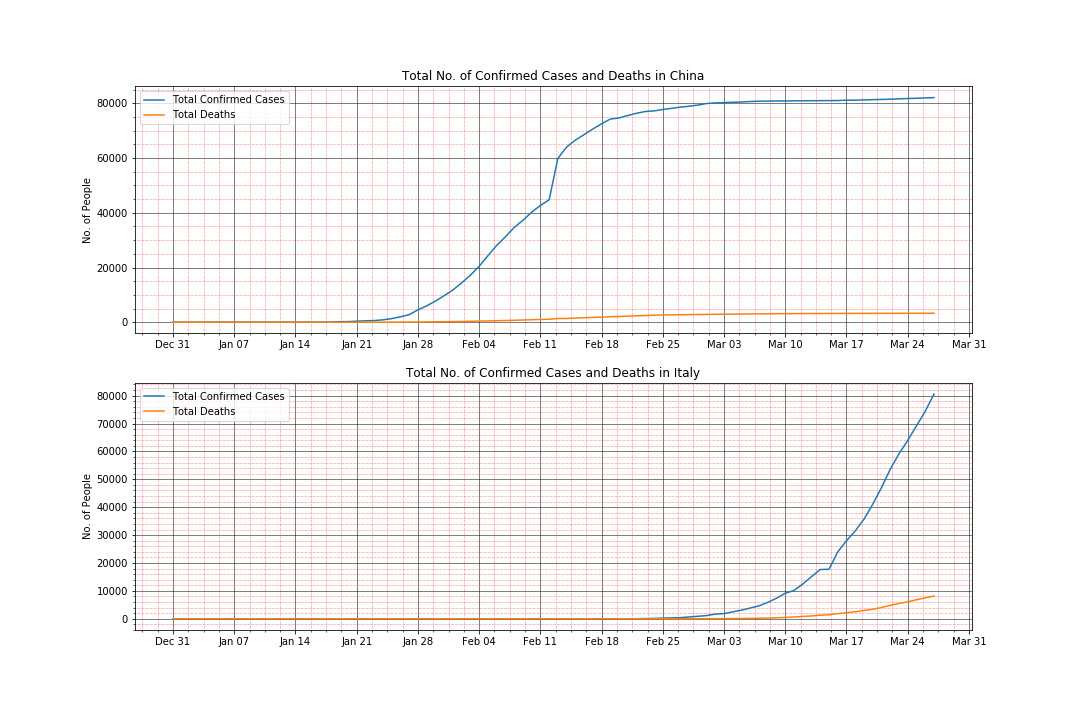 Total No. of Confirmed Cases and Deaths in China
Total Confirmed Cases
Total Deaths
No. of People
80000
60000
40000
20000
0
Dec 31 Jan 07 Jan 14 Jan 21 Jan 28 Feb 04 Feb 11 Feb 18 Feb 25 Mar 03 Mar 10 Mar 17 Mar 24 Mar 31
Total No. of Confirmed Cases and Deaths in Italy
Total Confirmed Cases
Total Deaths
No. of People
80000
70000
60000
50000
40000
30000
20000
10000
0
Dec 31 Jan 07 Jan 14 Jan 21 Jan 28 Feb 04 Feb 11 Feb 18 Feb 25 Mar 03 Mar 10 Mar 17 Mar 24 Mar 31